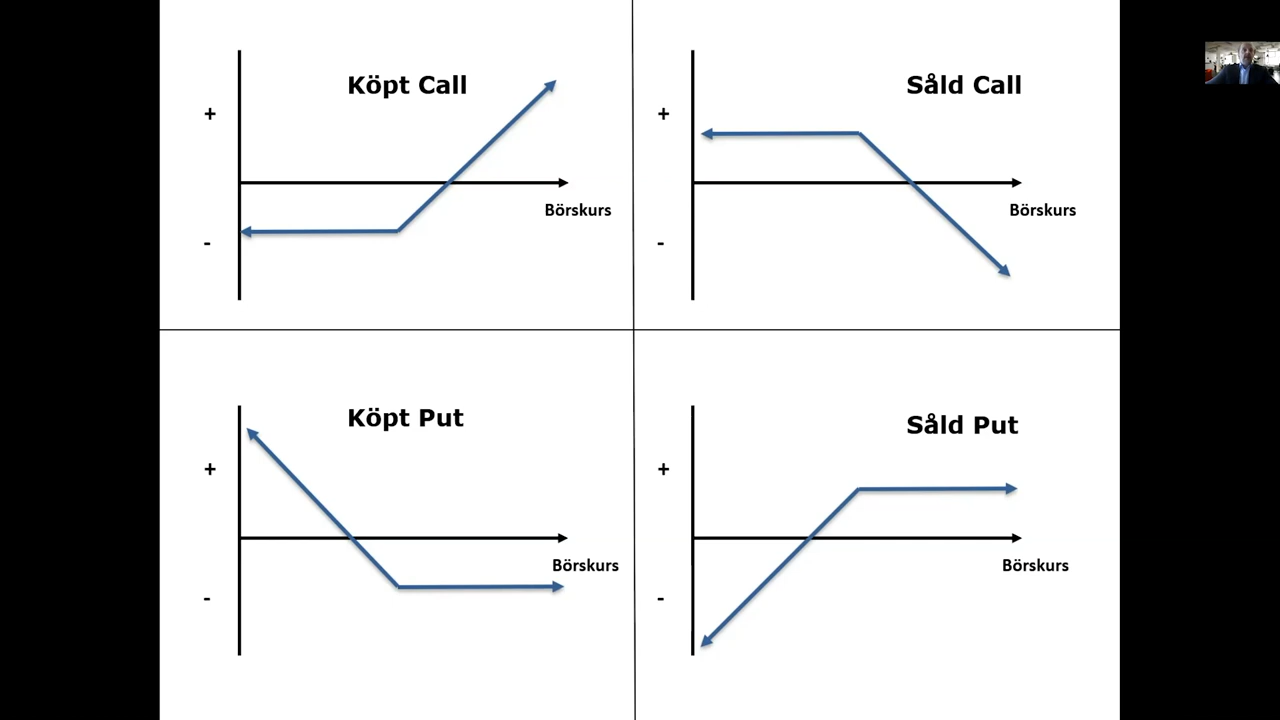 Köpt Call
+
-
Börskurs
Såld Call
+
-
Börskurs
Köpt Put
+
-
Börskurs
Såld Put
+
-
Börskurs